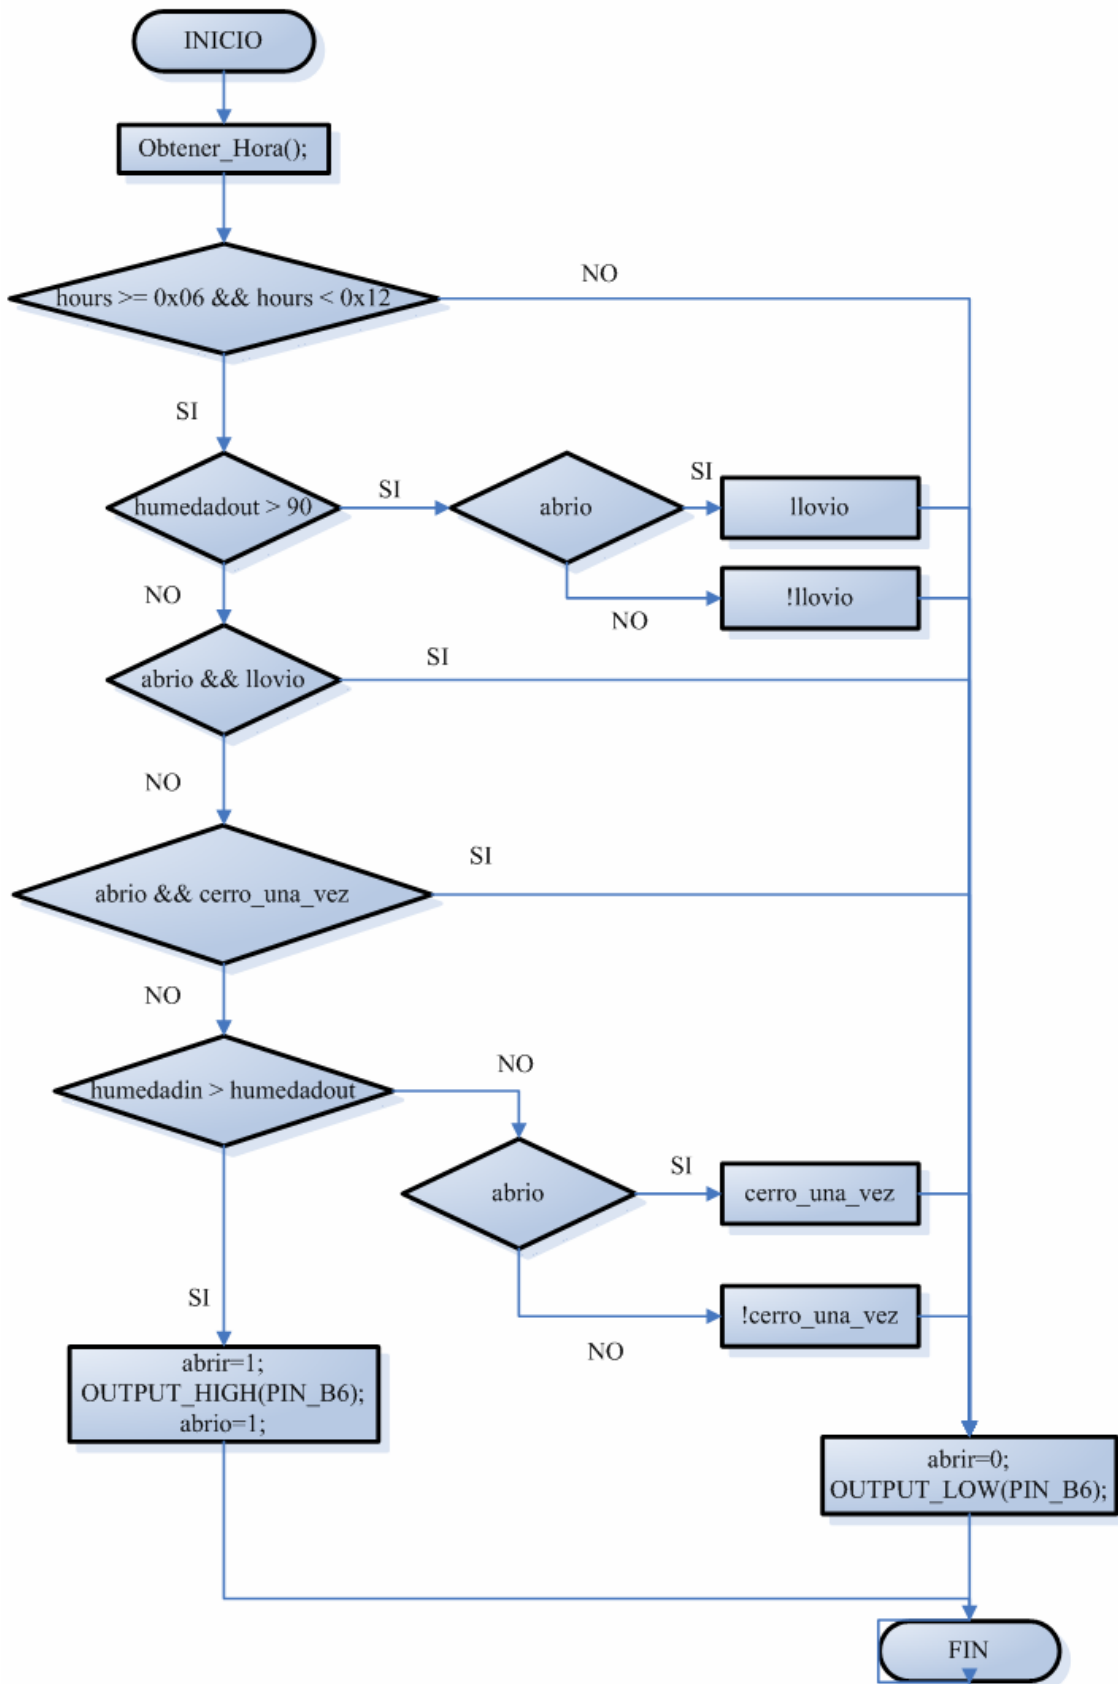 INICIO
Obtener_Hora();
hours >= 0x06 && hours < 0x12
NO
SI
humedadout > 90
SI
abrio
SI
llovio
NO
!llovio
NO
abrio && llovio
SI
NO
abrio && cerro_una_vez
SI
NO
humedadin > humedadout
NO
abrio
SI
cerro_una_vez
NO
!cerro_una_vez
SI
abrir=1;
OUTPUT_HIGH(PIN_B6);
abrio=1;
abrir=0;
OUTPUT_LOW(PIN_B6);
FIN